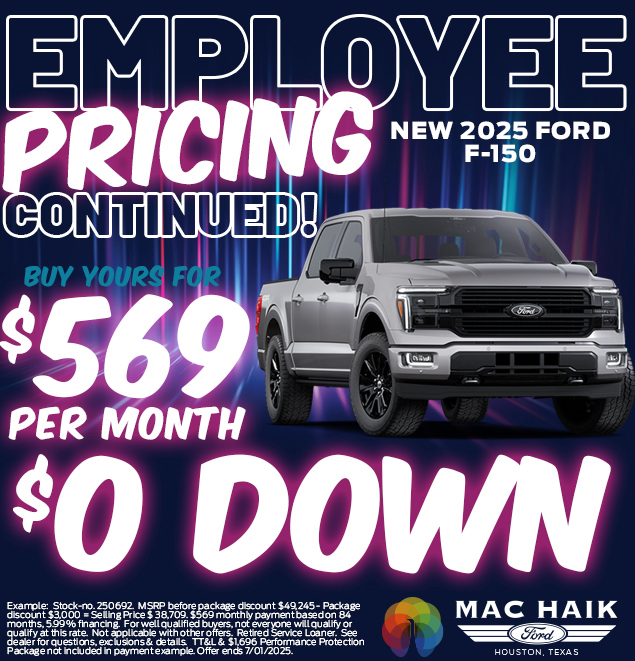 EMPLOYEE
PRICING
CONTINUED!
NEW 2025 FORD
F-150
BUY YOURS FOR
$569
PER MONTH
$0 DOWN
Ford
Example: Stock-no. 250692. MSRP before package discount $49,245 - Package
discount $3,000 = Selling Price $ 38,709. $569 monthly payment based on 84
months, 5.99% financing. For well qualified buyers, not everyone will qualify or
qualify at this rate. Not applicable with other offers. Retired Service Loaner. See
dealer for questions, exclusions & details. TT&L & $1,695 Performance Protection
Package not included in payment example. Offer ends 7/01/2025.
MAC HAIK
Ford
HOUSTON, TEXAS